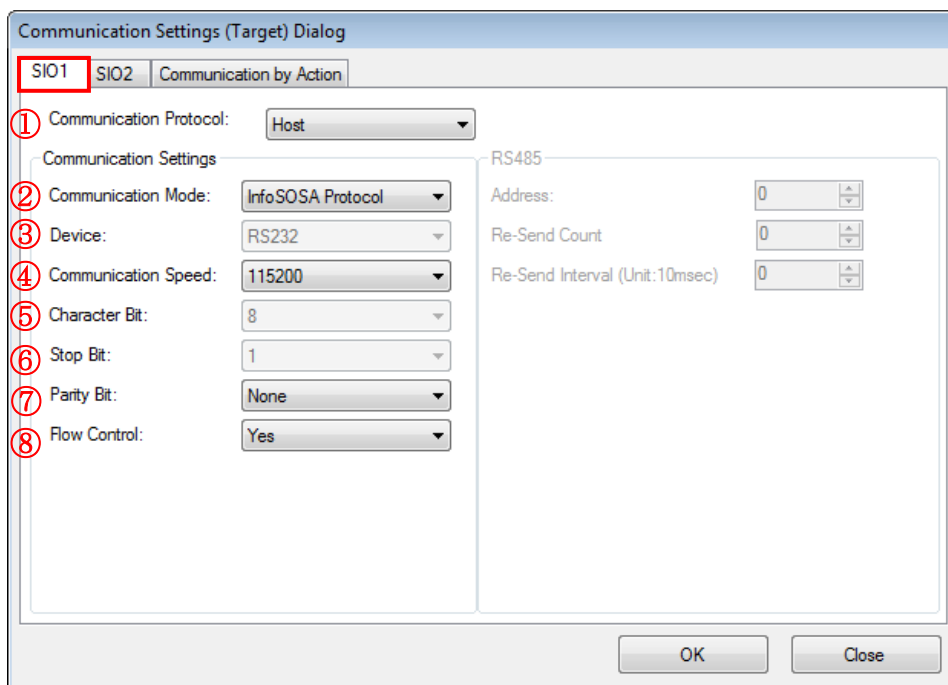 Communication Settings (Target) Dialog
SIO1 SIO2 Communication by Action
① Communication Protocol: Host
Communication Settings RS485
② Communication Mode: InfoSOSA Protocol Address: 0
③ Device: RS232 Re-Send Count 0
④ Communication Speed: 115200 Re-Send Interval (Unit:10msec) 0
⑤ Character Bit: 8
⑥ Stop Bit: 1
⑦ Parity Bit: None
⑧ Flow Control: Yes
OK Close